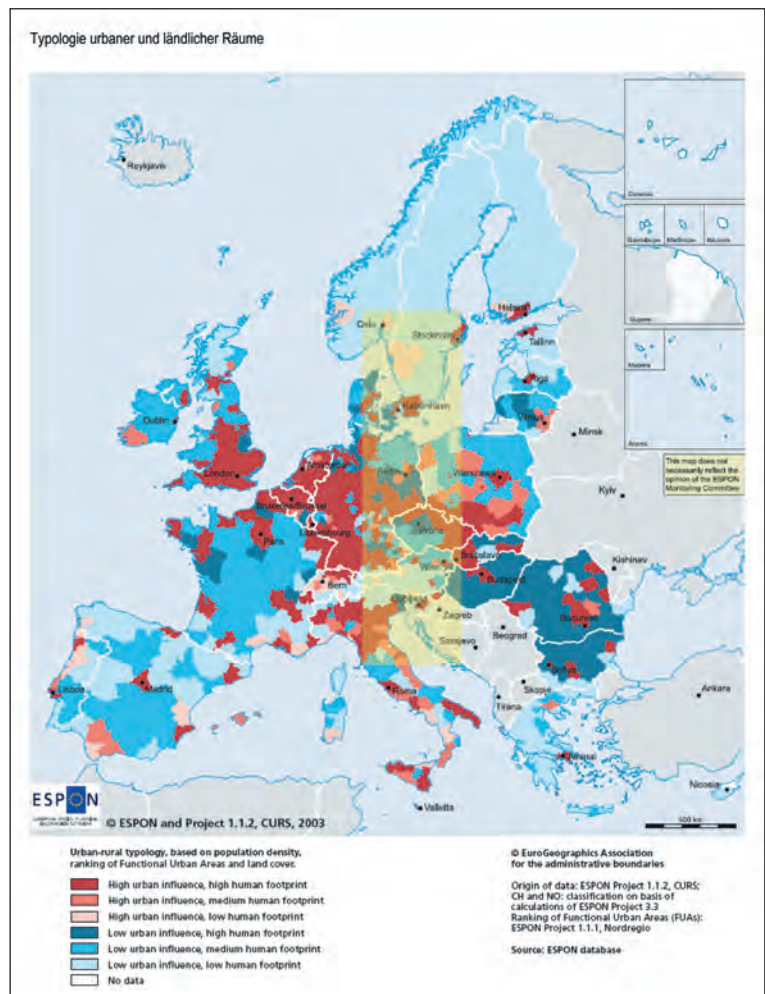 Typologie urbaner und ländlicher Räume
Reykjavik
Canarias
Guadeloupe
Martinique
Réunion
Guyane
Madeira
This map does not
necessarily reflect the
opinion of the ESPON
Monitoring Committee
Oslo
Helsinki
Stockholm
Tallinn
Riga
København
Vilnius
Minsk
Dublin
London
Berlin
Warszawa
Kyiv
Bruxelles/Brussel
Luxembourg
Praha
Paris
Bratislava
Kishinev
Bern
Budapest
Ljubljana
Zagreb
Beograd
Bucuresti
Sarajevo
Sofiya
Skopje
Tirana
Roma
Madrid
Lisboa
Ankara
Athinai
Nicosia
Valletta
ESPON
© ESPON and Project 1.1.2, CURS, 2003
500 km
Urban-rural typology, based on population density,
ranking of Functional Urban Areas and land cover.
High urban influence, high human footprint
High urban influence, medium human footprint
High urban influence, low human footprint
Low urban influence, high human footprint
Low urban influence, medium human footprint
Low urban influence, low human footprint
No data
© EuroGeographics Association
for the administrative boundaries
Origin of data: ESPON Project 1.1.2, CURS;
CH and NO: classification on basis of
calculations of ESPON Project 3.3
Ranking of Functional Urban Areas (FUAs):
ESPON Project 1.1.1, Nordregio
Source: ESPON database